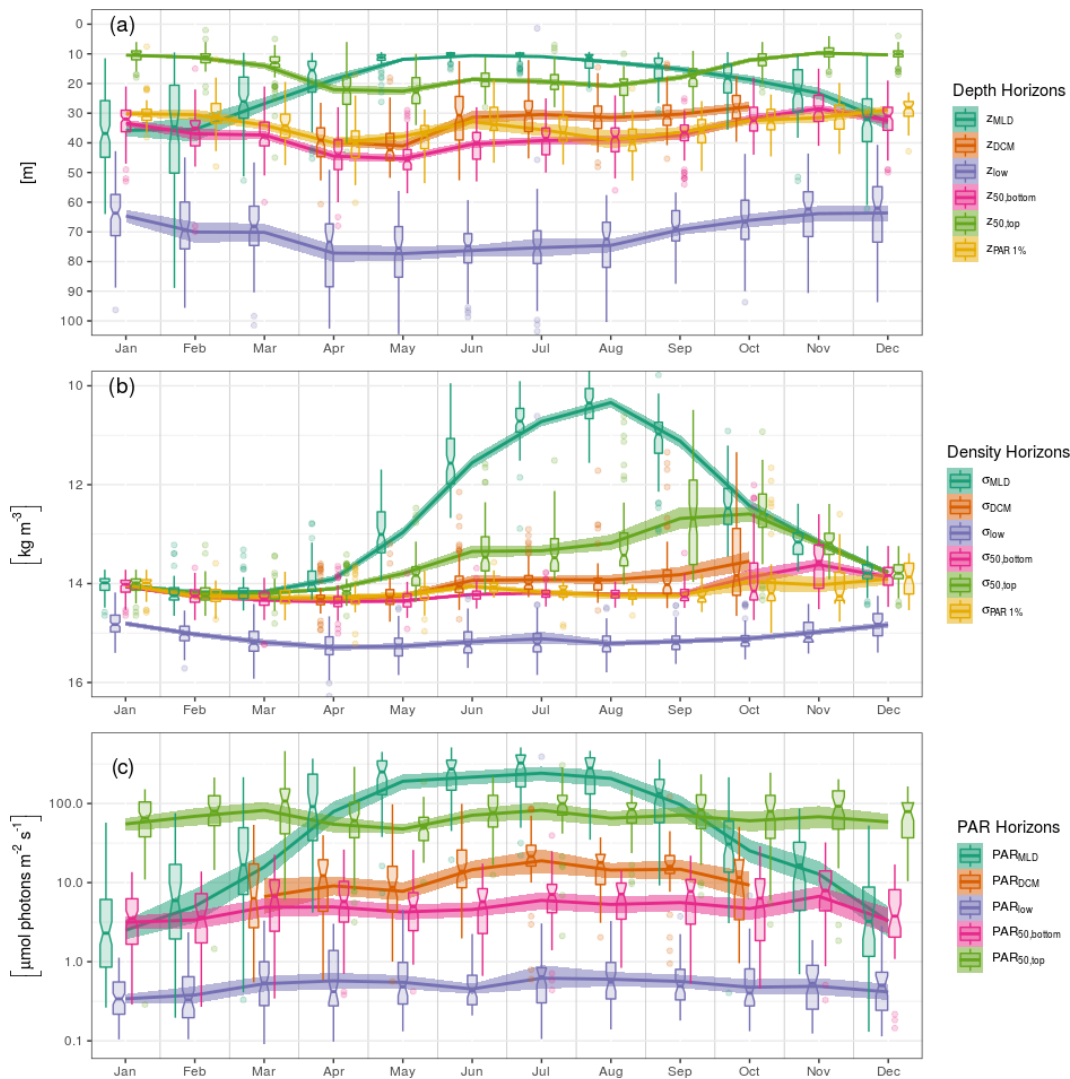 (a)
0
10
20
30
40
50
60
70
80
90
100
[m]
Jan Feb Mar Apr May Jun Jul Aug Sep Oct Nov Dec
Depth Horizons
zMLD
zDCM
zlow
z50,bottom
z50,top
zPAR 1%
(b)
10
12
14
16
[kg m⁻³]
Jan Feb Mar Apr May Jun Jul Aug Sep Oct Nov Dec
Density Horizons
σMLD
σDCM
σlow
σ50,bottom
σ50,top
σPAR 1%
(c)
100.0
10.0
1.0
0.1
[µmol photons m⁻² s⁻¹]
Jan Feb Mar Apr May Jun Jul Aug Sep Oct Nov Dec
PAR Horizons
PARMLD
PARDCM
PARlow
PAR50,bottom
PAR50,top